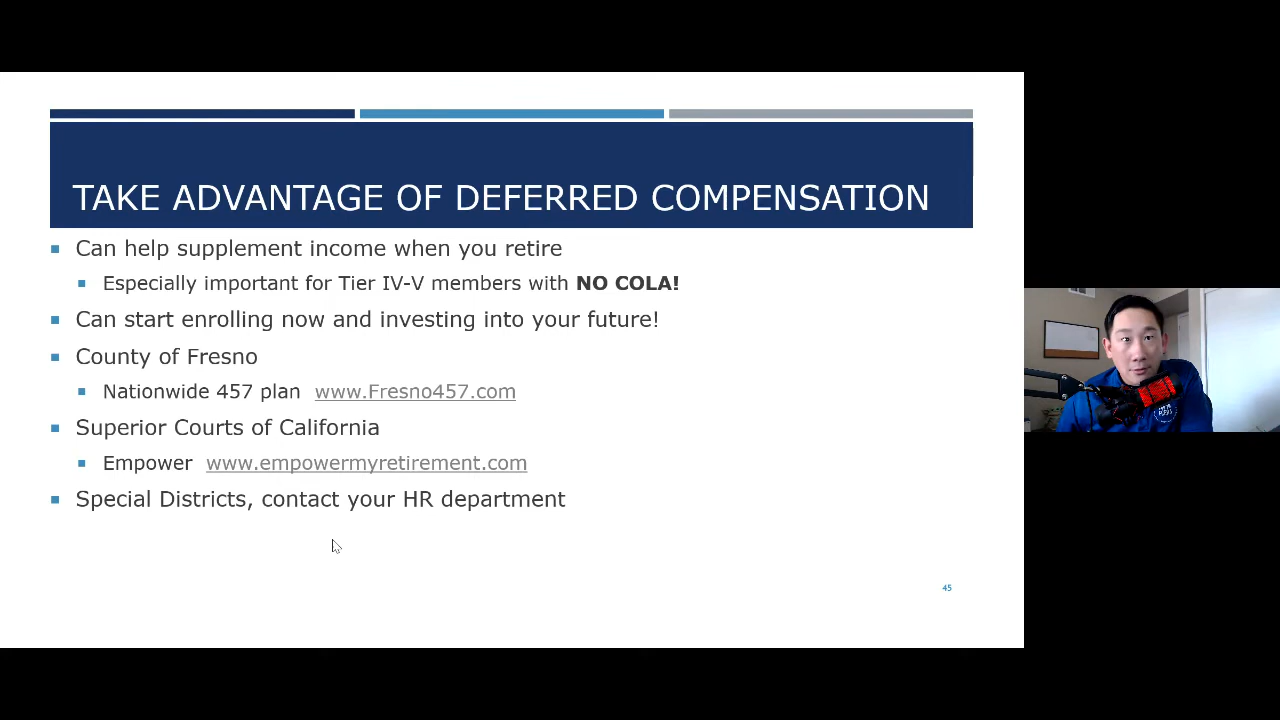 TAKE ADVANTAGE OF DEFERRED COMPENSATION
Can help supplement income when you retire
Especially important for Tier IV-V members with NO COLA!
Can start enrolling now and investing into your future!
County of Fresno
Nationwide 457 plan www.Fresno457.com
Superior Courts of California
Empower www.empowermyretirement.com
Special Districts, contact your HR department
45